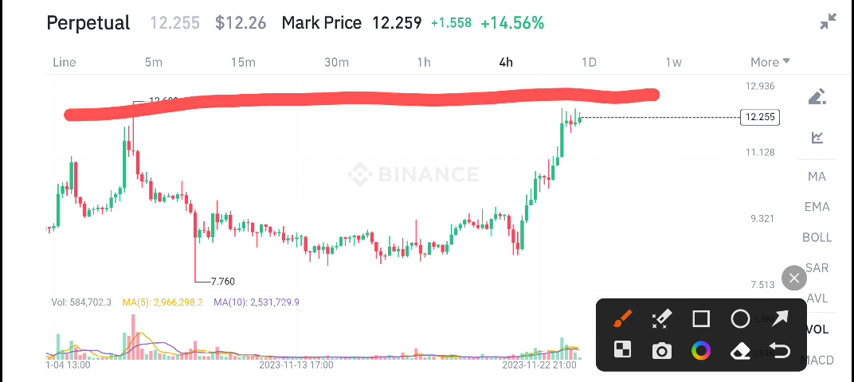 Perpetual 12.255 $12.26 Mark Price 12.259 +1.558 +14.56%
Line 5m 15m 30m 1h 4h 1D 1w More
12.936
12.255
11.128
9.321
7.760
7.513
BINANCE
MA
EMA
BOLL
SAR
AVL
VOL
MACD
Vol: 584,702.3 MA(5): 2,966,298.2 MA(10): 2,531,729.9
1-04 13:00 2023-11-13 17:00 2023-11-22 21:00